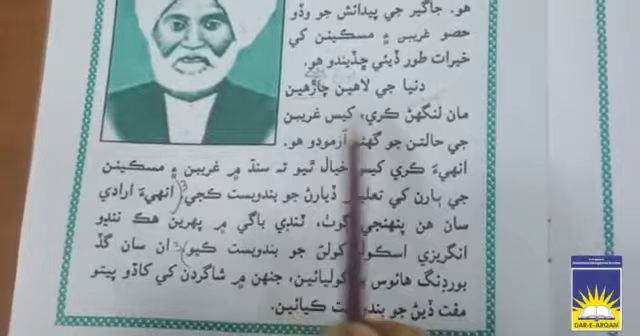 هو. جاگير جي پيدائش جو وڏو
حصو غريبن ۽ مسڪينن کي
خيرات طور ڏيئي ڇڏيندو هو.
دنيا جي لاهين چاڙهين
مان لنگهڻ ڪري، کيس غريبن
جي حالتن جو گهڻو آزمودو هو.
انهيءَ ڪري کيس خيال ٿيو ته سنڌ ۾ غريبن ۽ مسڪينن
جي ٻارن کي تعليم ڏيارڻ جو بندوبست ڪجي. انهيءَ ارادي
سان هن پنهنجي ڳوٺ، ٽنڊي باگي ۾ پهرين هڪ ننڍو
انگريزي اسڪول کولڻ جو بندوبست ڪيو. ان سان گڏ
بورڊنگ هائوس به کوليائين، جنهن ۾ شاگردن کي کاڌو پيتو
مفت ڏيڻ جو بندوبست ڪيائين.
DAR-E-ARQAN